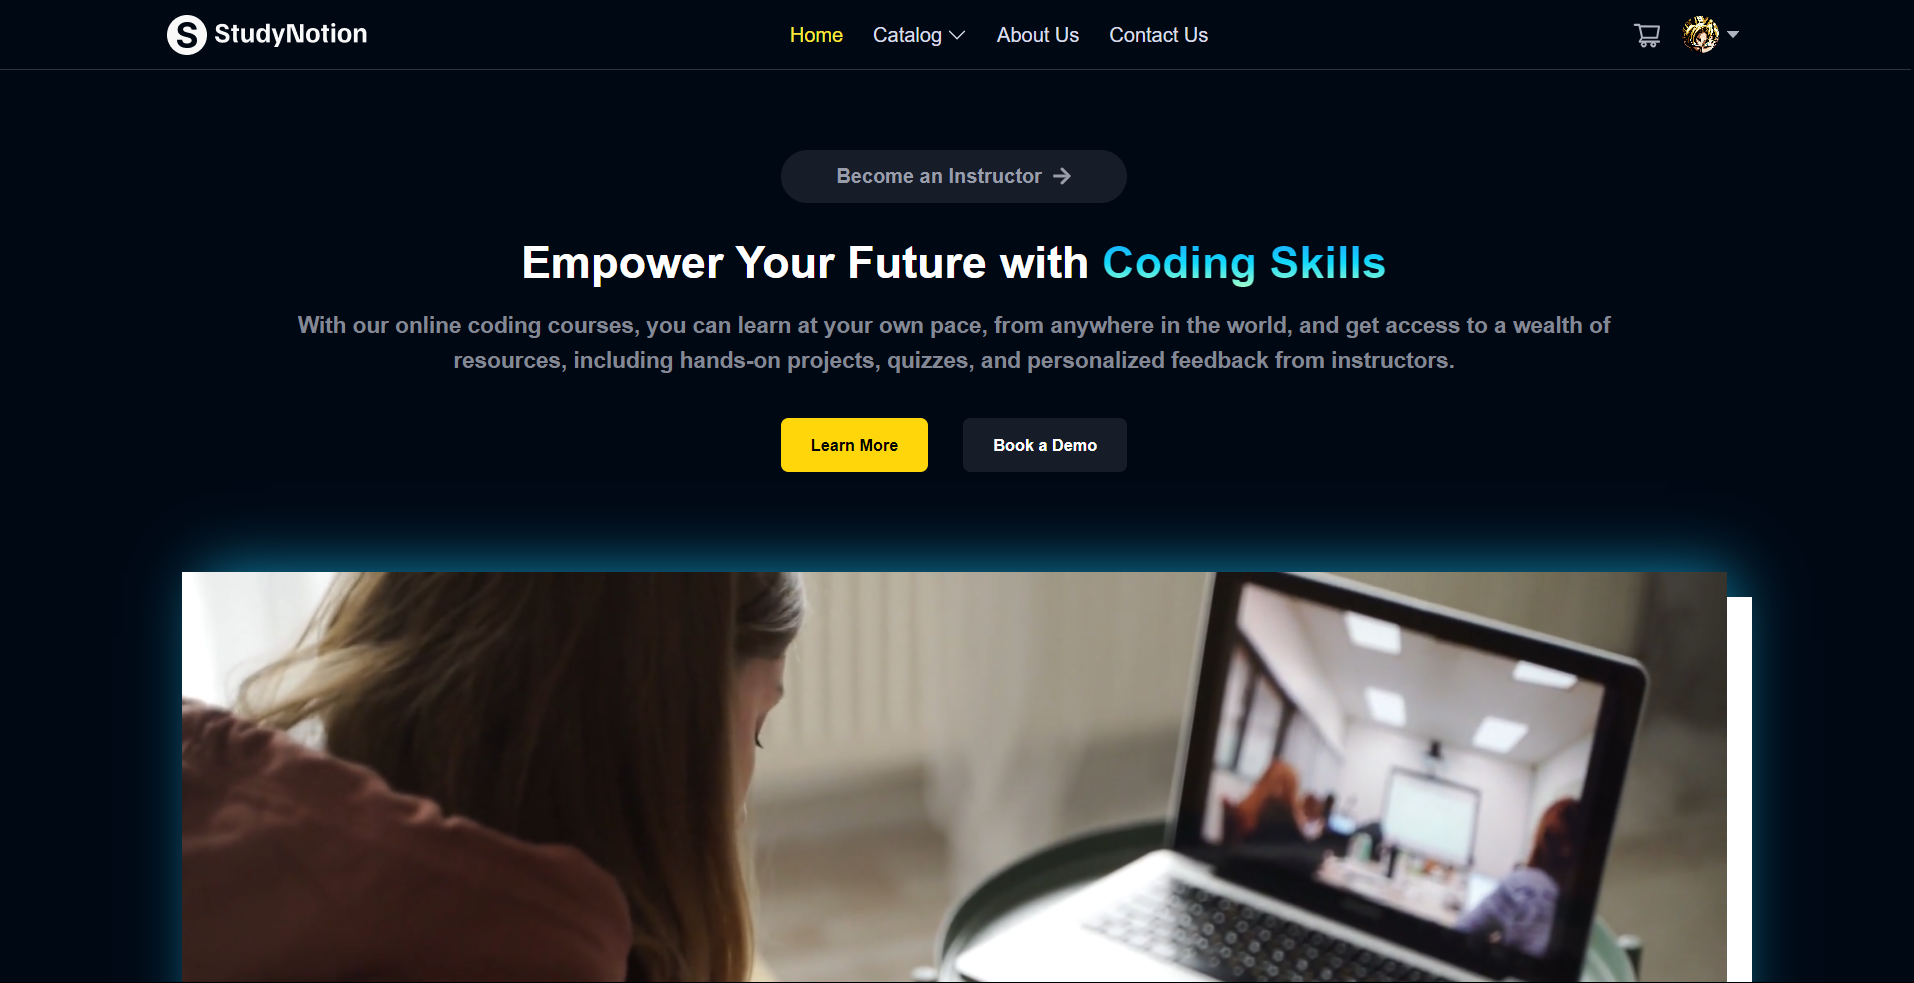 S StudyNotion
Home Catalog About Us Contact Us
Become an Instructor
Empower Your Future with Coding Skills
With our online coding courses, you can learn at your own pace, from anywhere in the world, and get access to a wealth of
resources, including hands-on projects, quizzes, and personalized feedback from instructors.
Learn More Book a Demo